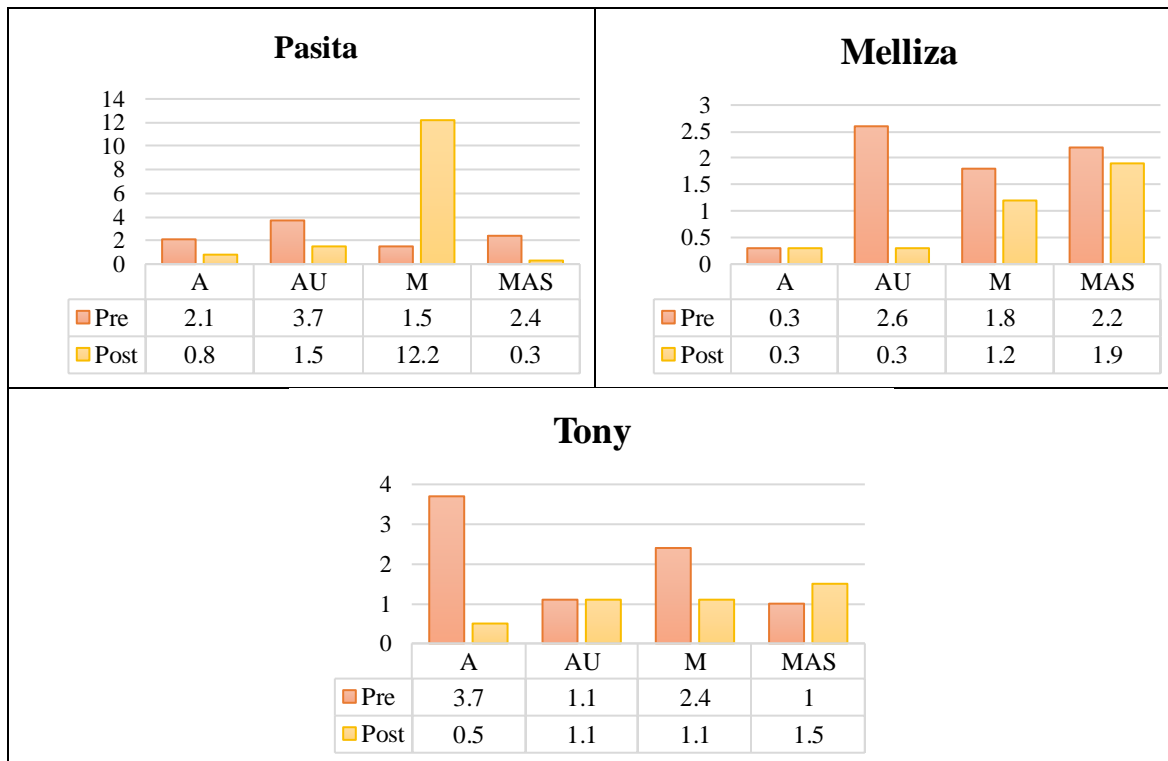 Pasita
14
12
10
8
6
4
2
0
A AU M MAS
Pre 2.1 3.7 1.5 2.4
Post 0.8 1.5 12.2 0.3
Melliza
3
2.5
2
1.5
1
0.5
0
A AU M MAS
Pre 0.3 2.6 1.8 2.2
Post 0.3 0.3 1.2 1.9
Tony
4
3
2
1
0
A AU M MAS
Pre 3.7 1.1 2.4 1
Post 0.5 1.1 1.1 1.5